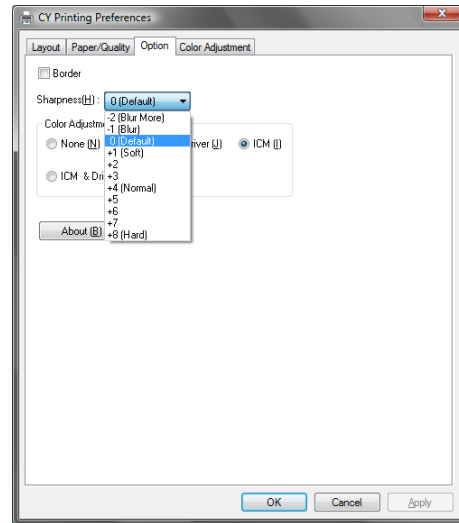 CY Printing Preferences
Layout Paper/Quality Option Color Adjustment
Border
Sharpness(H) : 0 (Default)
-2 (Blur More)
-1 (Blur)
0 (Default)
+1 (Soft)
+2
+3
+4 (Normal)
+5
+6
+7
+8 (Hard)
Color Adjustm
None (N) river (J) ICM (I)
ICM & Dri
About (B)
OK Cancel Apply